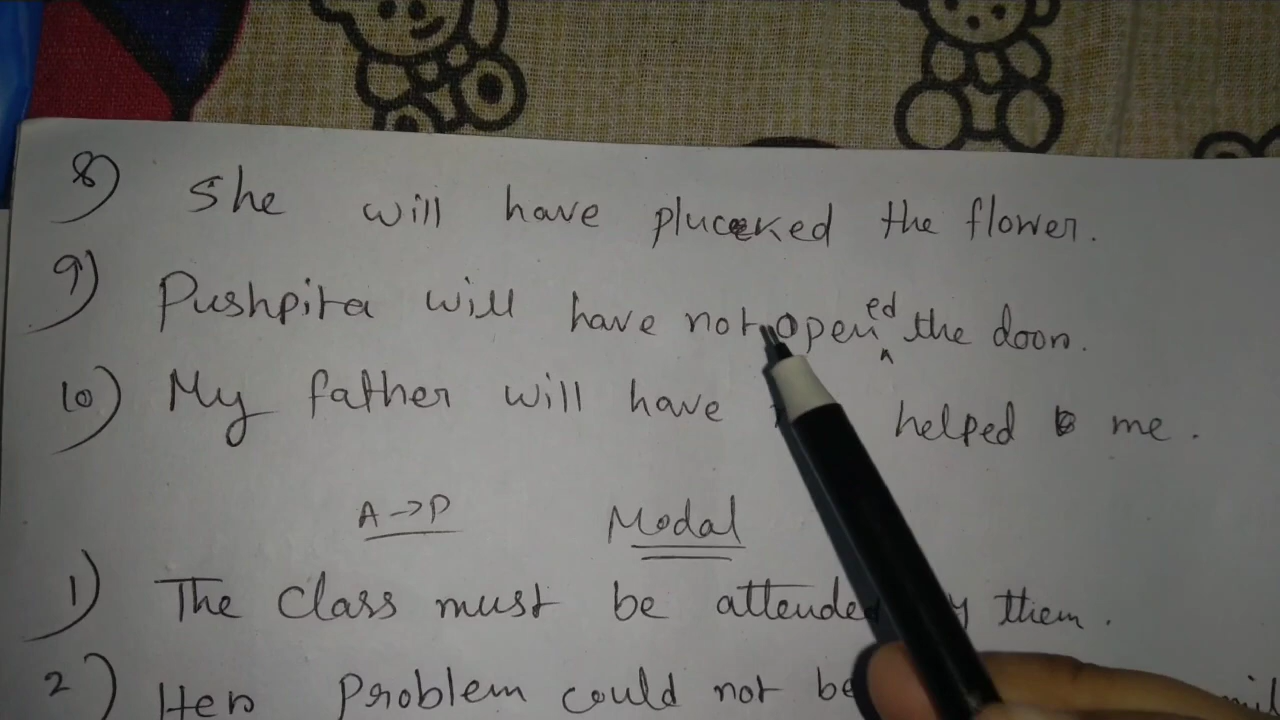 8) She will have plucked the flower.
9) Pushpita will have not opened the door.
10) My father will have helped me.
A→P Modal
1) The class must be attended by them.
2) Her problem could not be